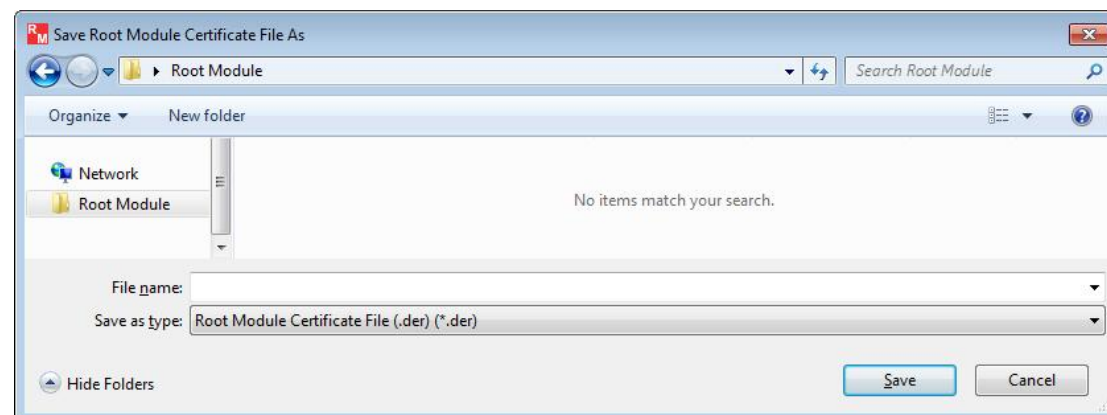 RM Save Root Module Certificate File As
Root Module Search Root Module
Organize New folder
Network
Root Module
No items match your search.
File name:
Save as type: Root Module Certificate File (.der) (*.der)
Hide Folders Save Cancel